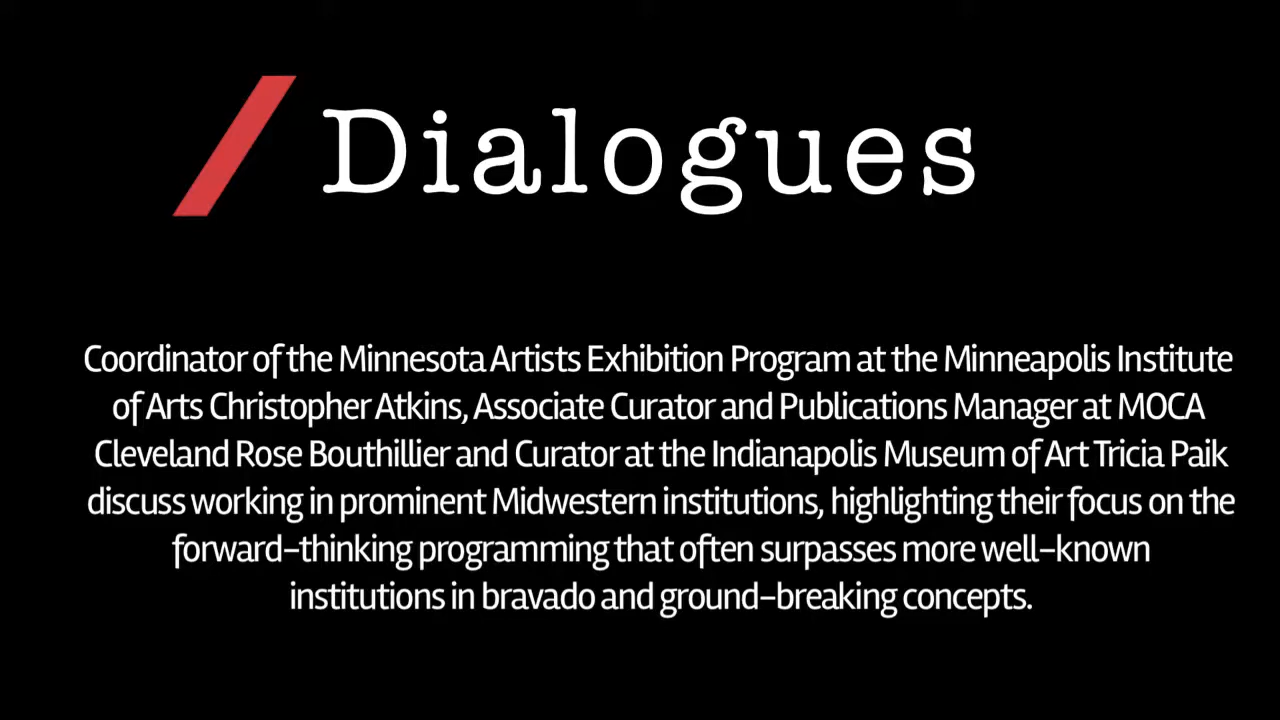 Dialogues
Coordinator of the Minnesota Artists Exhibition Program at the Minneapolis Institute
of Arts Christopher Atkins, Associate Curator and Publications Manager at MOCA
Cleveland Rose Bouthillier and Curator at the Indianapolis Museum of Art Tricia Paik
discuss working in prominent Midwestern institutions, highlighting their focus on the
forward-thinking programming that often surpasses more well-known
institutions in bravado and ground-breaking concepts.